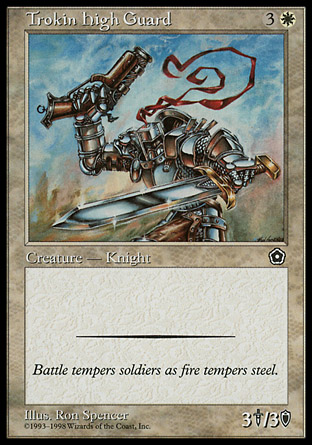 Trokin High Guard 3
Creature — Knight
Battle tempers soldiers as fire tempers steel.
Illus. Ron Spencer
©1993-1998 Wizards of the Coast, Inc.
3/3